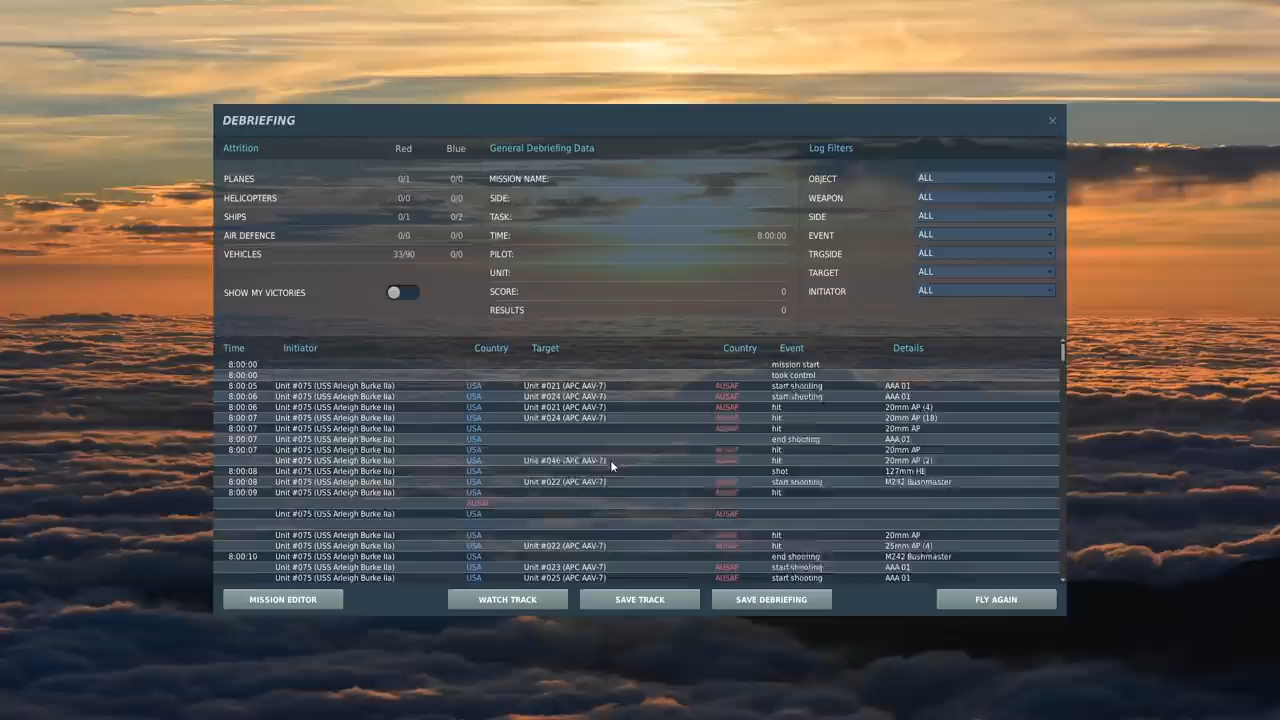 DEBRIEFING ×
Attrition Red Blue General Debriefing Data Log Filters
PLANES 0/1 0/0 MISSION NAME: OBJECT ALL
HELICOPTERS 0/0 0/0 SIDE: WEAPON ALL
SHIPS 0/1 0/2 TASK: SIDE ALL
AIR DEFENCE 0/0 0/0 TIME: 8:00:00 EVENT ALL
VEHICLES 33/90 0/0 PILOT: TRGSIDE ALL
UNIT: TARGET ALL
SHOW MY VICTORIES SCORE: 0 INITIATOR ALL
RESULTS 0
Time Initiator Country Target Country Event Details
8:00:00 mission start
8:00:00 took control
8:00:05 Unit #075 (USS Arleigh Burke IIa) USA Unit #021 (APC AAV-7) AUSAF start shooting AAA 01
8:00:06 Unit #075 (USS Arleigh Burke IIa) USA Unit #024 (APC AAV-7) AUSAF start shooting AAA 01
8:00:06 Unit #075 (USS Arleigh Burke IIa) USA Unit #021 (APC AAV-7) AUSAF hit 20mm AP (4)
8:00:07 Unit #075 (USS Arleigh Burke IIa) USA Unit #024 (APC AAV-7) hit 20mm AP (18)
8:00:07 Unit #075 (USS Arleigh Burke IIa) USA hit 20mm AP
8:00:07 Unit #075 (USS Arleigh Burke IIa) USA end shooting AAA 01
8:00:07 Unit #075 (USS Arleigh Burke IIa) USA hit 20mm AP
Unit #075 (USS Arleigh Burke IIa) USA Unit #046 (APC AAV-7) hit 20mm AP (2)
8:00:08 Unit #075 (USS Arleigh Burke IIa) USA shot 127mm HE
8:00:08 Unit #075 (USS Arleigh Burke IIa) USA Unit #022 (APC AAV-7) start shooting M242 Bushmaster
8:00:09 Unit #075 (USS Arleigh Burke IIa) USA hit
AUSAF
Unit #075 (USS Arleigh Burke IIa) USA AUSAF
Unit #075 (USS Arleigh Burke IIa) USA hit 20mm AP
Unit #075 (USS Arleigh Burke IIa) USA Unit #022 (APC AAV-7) hit 25mm AP (4)
8:00:10 Unit #075 (USS Arleigh Burke IIa) USA end shooting M242 Bushmaster
Unit #075 (USS Arleigh Burke IIa) USA Unit #023 (APC AAV-7) AUSAF start shooting AAA 01
Unit #075 (USS Arleigh Burke IIa) USA Unit #025 (APC AAV-7) AUSAF start shooting AAA 01
MISSION EDITOR WATCH TRACK SAVE TRACK SAVE DEBRIEFING FLY AGAIN